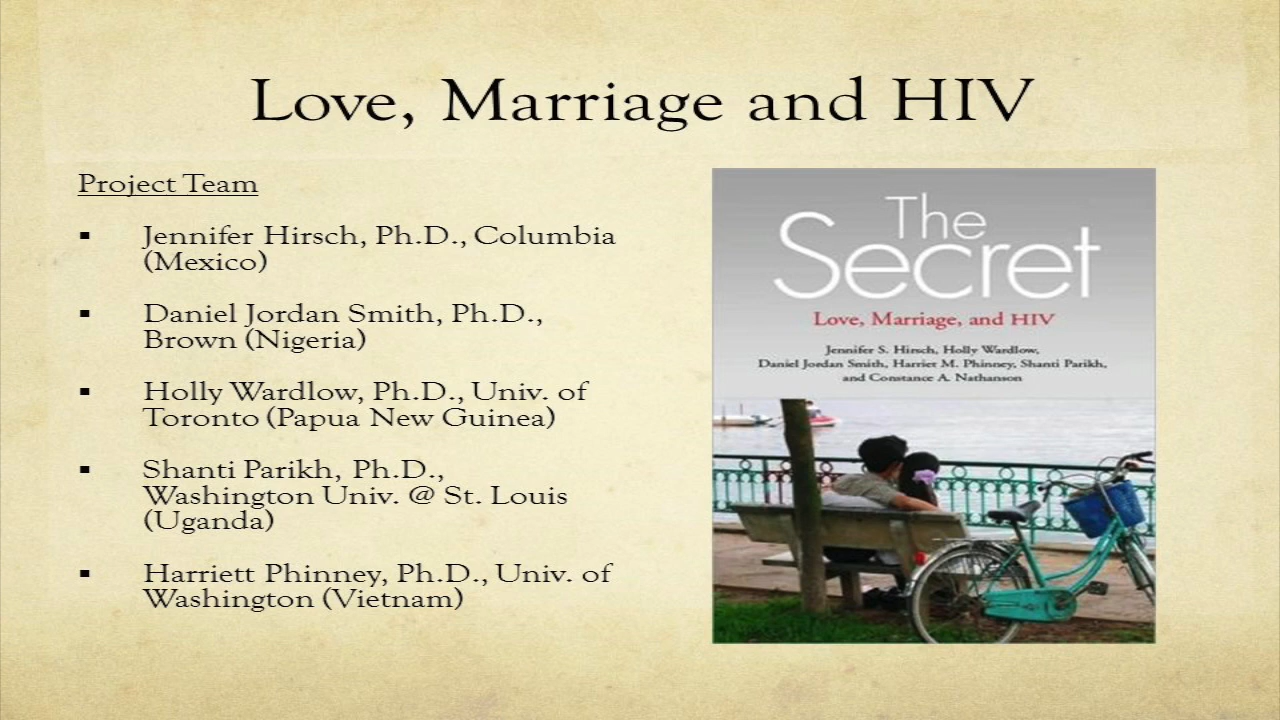 Love, Marriage and HIV
Project Team
▪ Jennifer Hirsch, Ph.D., Columbia
(Mexico)
▪ Daniel Jordan Smith, Ph.D.,
Brown (Nigeria)
▪ Holly Wardlow, Ph.D., Univ. of
Toronto (Papua New Guinea)
▪ Shanti Parikh, Ph.D.,
Washington Univ. @ St. Louis
(Uganda)
▪ Harriett Phinney, Ph.D., Univ. of
Washington (Vietnam)
The
Secret
Love, Marriage, and HIV
Jennifer S. Hirsch, Holly Wardlow,
Daniel Jordan Smith, Harriet M. Phinney, Shanti Parikh,
and Constance A. Nathanson